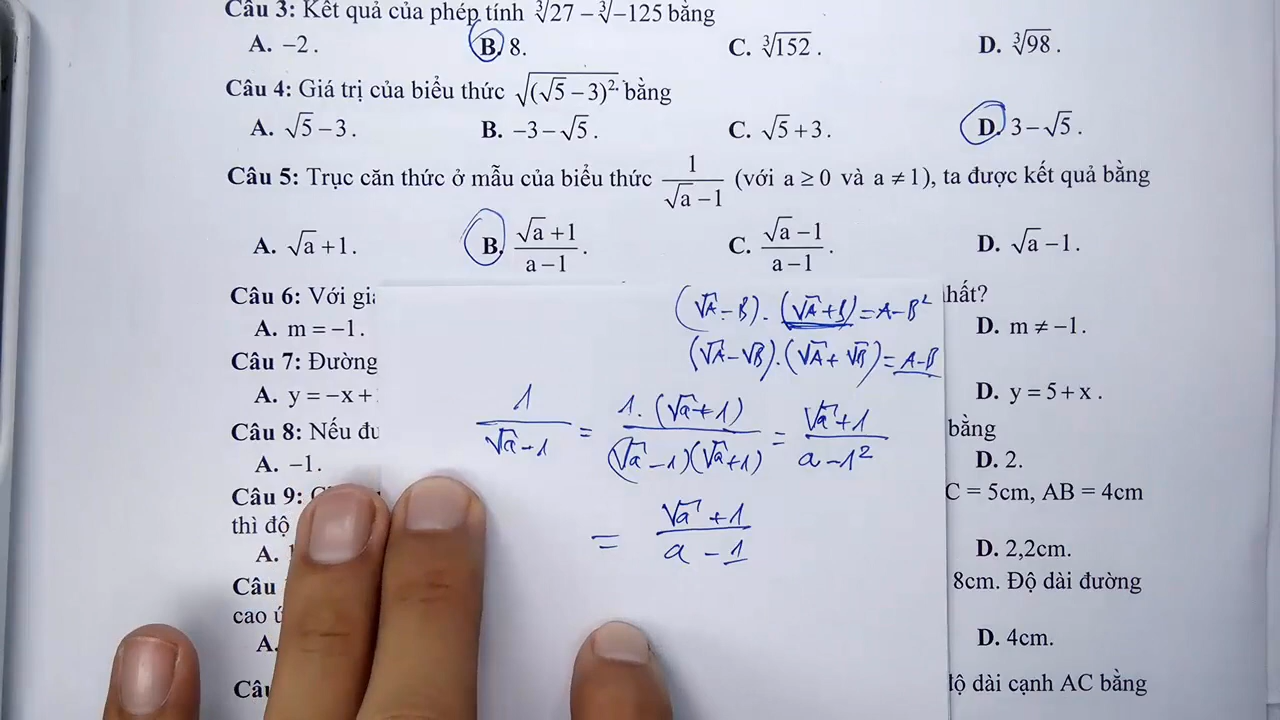 Câu 3: Kết quả của phép tính ∛27 − ∛−125 bằng
A. −2. B. 8. C. ∛152. D. ∛98.
Câu 4: Giá trị của biểu thức √((√5 − 3)²) bằng
A. √5 − 3. B. −3 − √5. C. √5 + 3. D. 3 − √5.
Câu 5: Trục căn thức ở mẫu của biểu thức 1/(√a − 1) (với a ≥ 0 và a ≠ 1), ta được kết quả bằng
A. √a + 1. B. (√a + 1)/(a − 1). C. (√a − 1)/(a − 1). D. √a − 1.
Câu 6: Với hất?
A. m = −1. D. m ≠ −1.
Câu 7: Đường
A. y = −x + D. y = 5 + x.
Câu 8: Nếu bằng
A. −1. D. 2.
Câu 9: C = 5cm, AB = 4cm
thì độ
A. D. 2,2cm.
Câu 8cm. Độ dài đường
cao
A. D. 4cm.
Câu độ dài cạnh AC bằng
(√A − B).(√A + B) = A − B²
(√A − √B).(√A + √B) = A − B
1/(√a − 1) = 1.(√a + 1)/(√a − 1)(√a + 1) = (√a + 1)/(a − 1²)
= (√a + 1)/(a − 1)